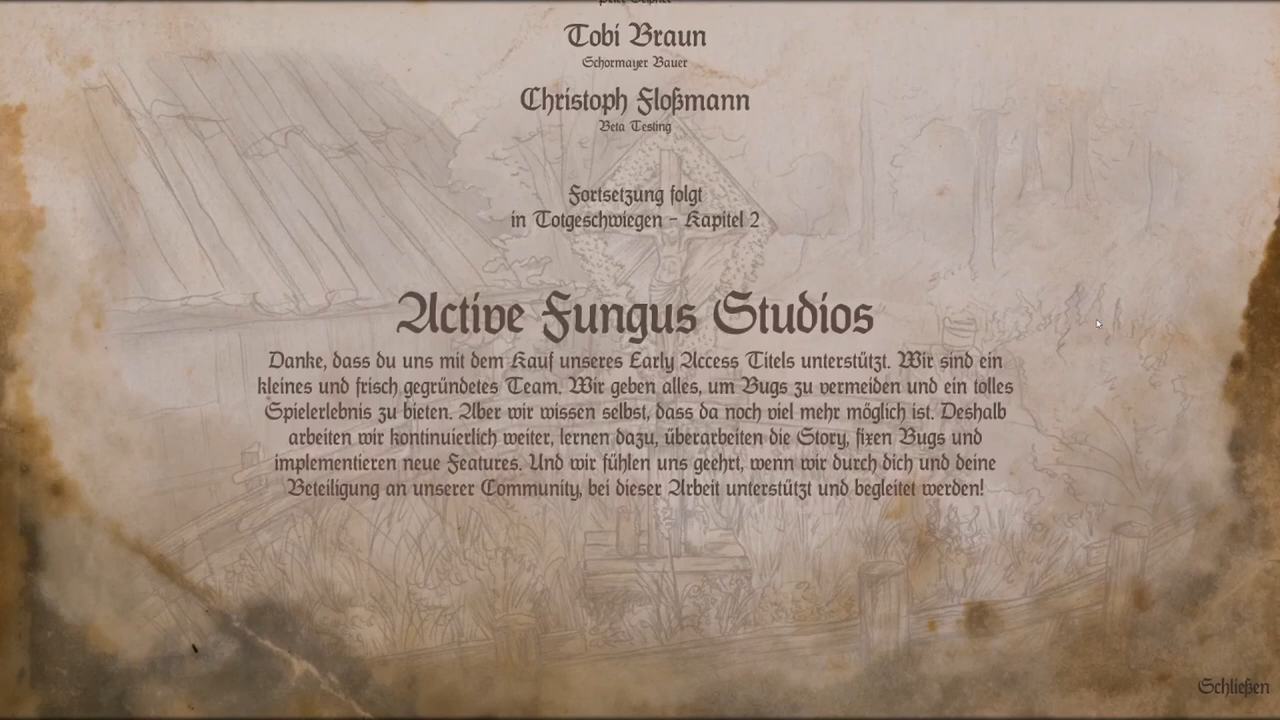 Tobi Braun
Schormayer Bauer
Christoph Floßmann
Beta Testing
Fortsetzung folgt
in Totgeschwiegen - Kapitel 2
Active Fungus Studios
Danke, dass du uns mit dem Kauf unseres Early Access Titels unterstützt. Wir sind ein
kleines und frisch gegründetes Team. Wir geben alles, um Bugs zu vermeiden und ein tolles
Spielerlebnis zu bieten. Aber wir wissen selbst, dass da noch viel mehr möglich ist. Deshalb
arbeiten wir kontinuierlich weiter, lernen dazu, überarbeiten die Story, fixen Bugs und
implementieren neue Features. Und wir fühlen uns geehrt, wenn wir durch dich und deine
Beteiligung an unserer Community, bei dieser Arbeit unterstützt und begleitet werden!
Schließen